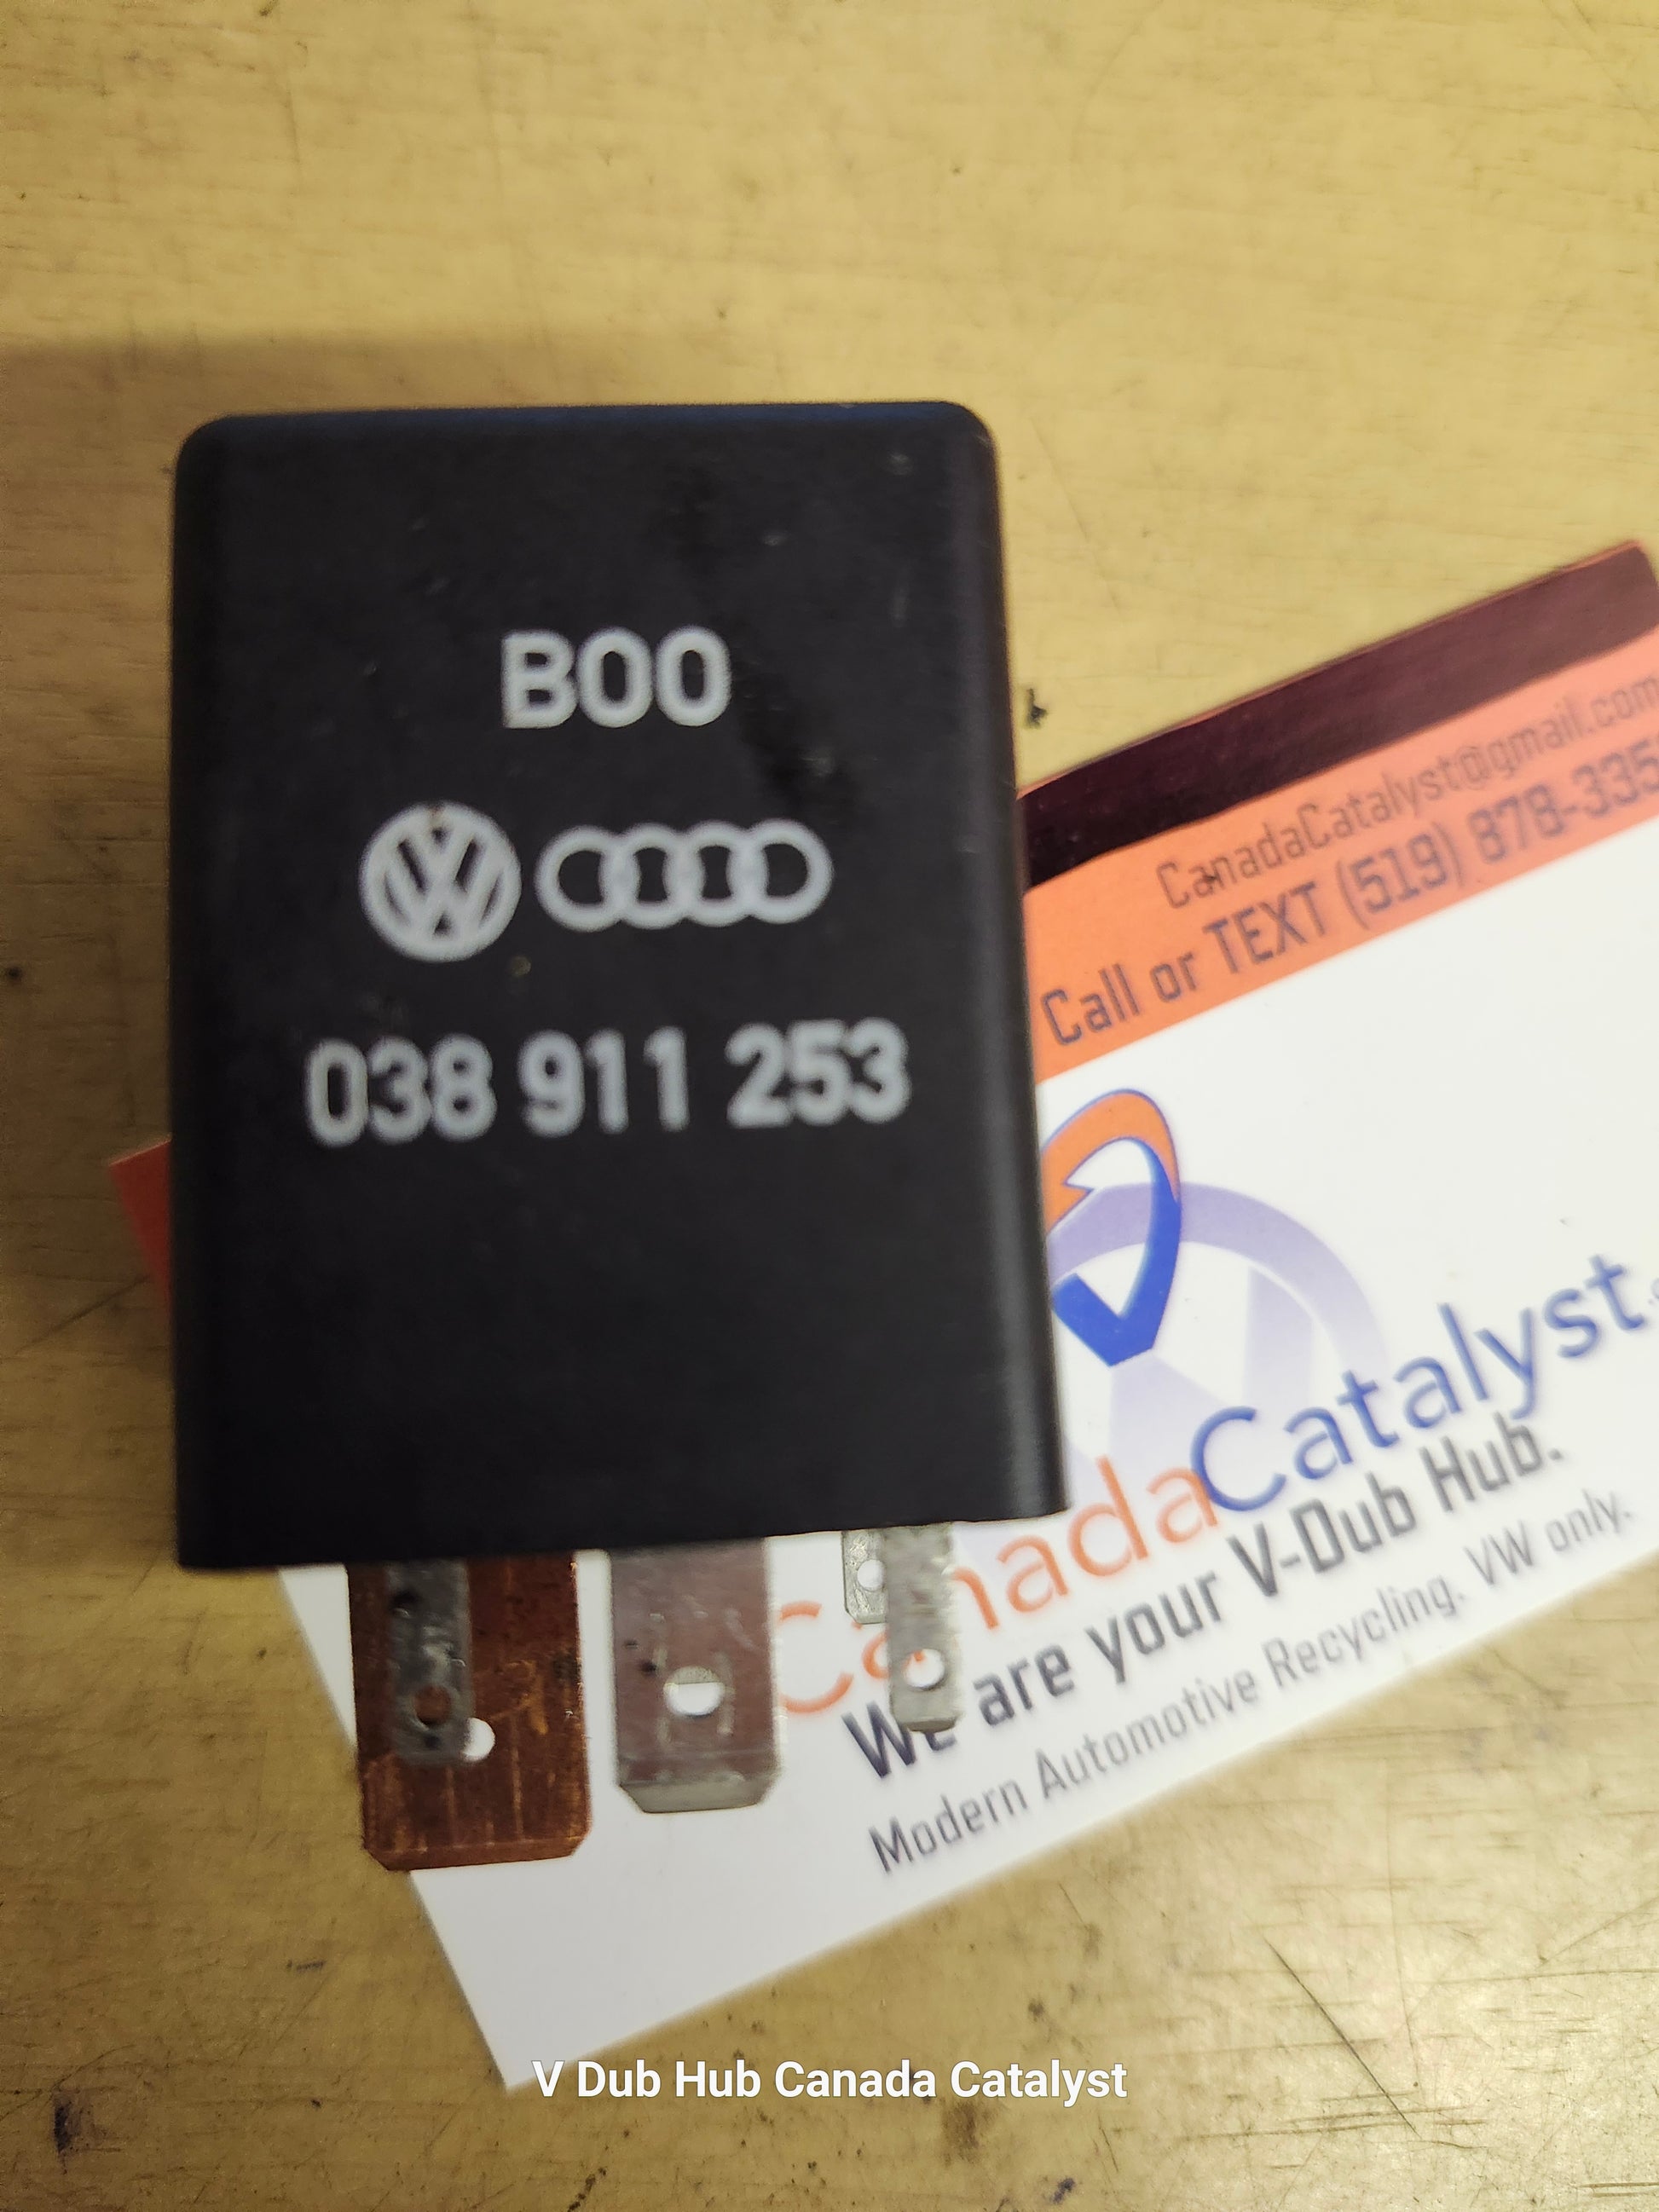 B00
038 911 253
CanadaCatalyst@gmail.com
Call or TEXT (519) 878-335
CanadaCatalyst.
We are your V-Dub Hub.
Modern Automotive Recycling. VW only.
V Dub Hub Canada Catalyst